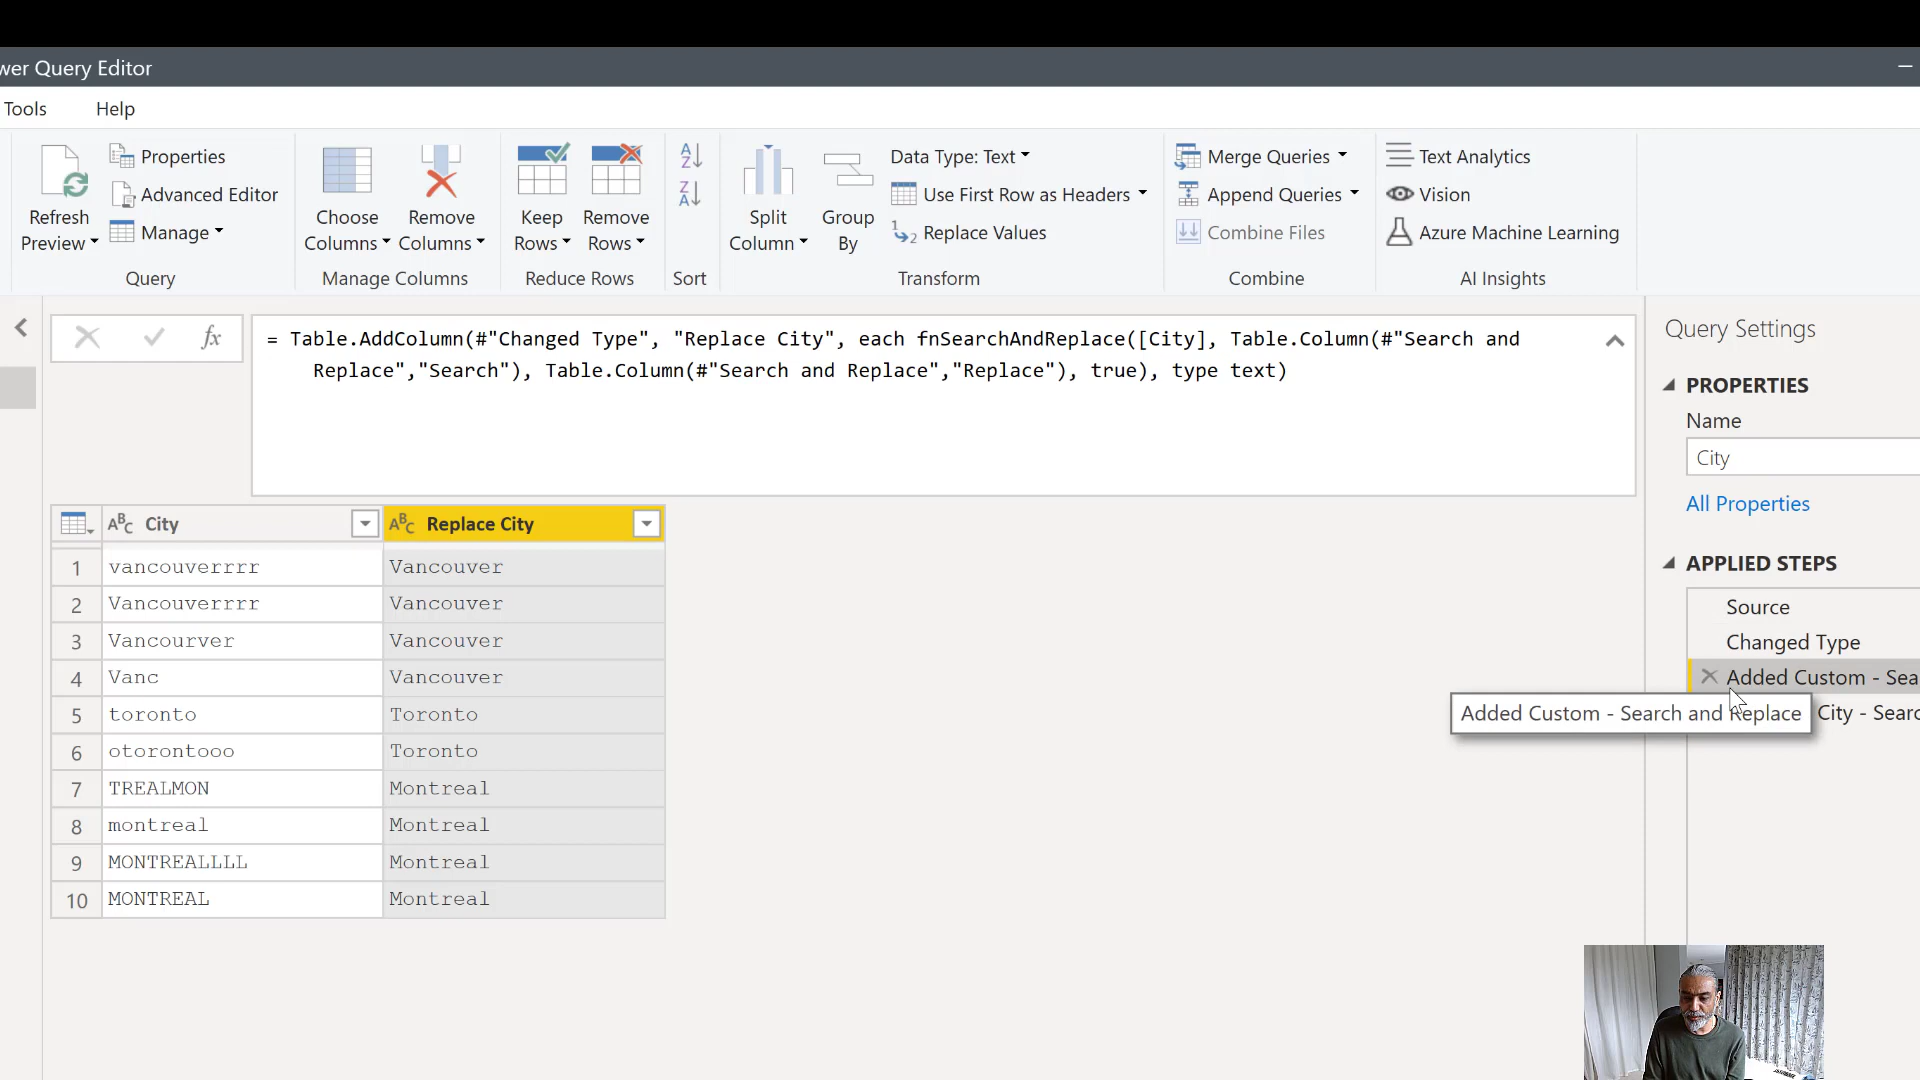 wer Query Editor
Tools Help
Refresh Preview
Properties
Advanced Editor
Manage
Query
Choose Columns
Remove Columns
Manage Columns
Keep Rows
Remove Rows
Reduce Rows
A Z
Z A
Sort
Split Column
Group By
Data Type: Text
Use First Row as Headers
1 2 Replace Values
Transform
Merge Queries
Append Queries
Combine Files
Combine
Text Analytics
Vision
Azure Machine Learning
AI Insights
fx
= Table.AddColumn(#"Changed Type", "Replace City", each fnSearchAndReplace([City], Table.Column(#"Search and
Replace","Search"), Table.Column(#"Search and Replace","Replace"), true), type text)
ABC City ABC Replace City
1 vancouverrrr Vancouver
2 Vancouverrrr Vancouver
3 Vancourver Vancouver
4 Vanc Vancouver
5 toronto Toronto
6 otorontooo Toronto
7 TREALMON Montreal
8 montreal Montreal
9 MONTREALLLL Montreal
10 MONTREAL Montreal
Query Settings
PROPERTIES
Name
City
All Properties
APPLIED STEPS
Source
Changed Type
Added Custom - Sea
Added Custom - Search and Replace
City - Searc